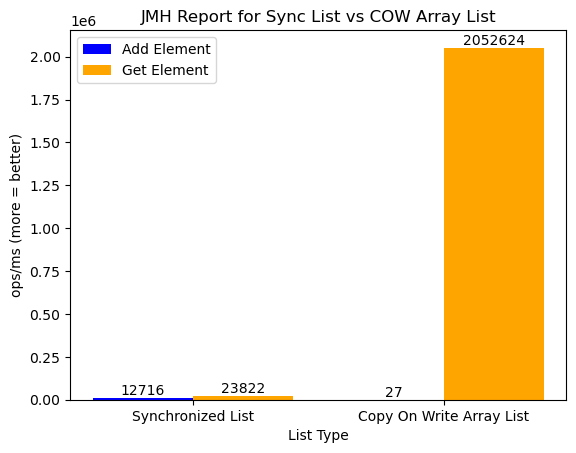 JMH Report for Sync List vs COW Array List
1e6
Add Element
Get Element
2052624
2.00
1.75
1.50
1.25
1.00
0.75
0.50
0.25
0.00
ops/ms (more = better)
12716
23822
27
Synchronized List
Copy On Write Array List
List Type